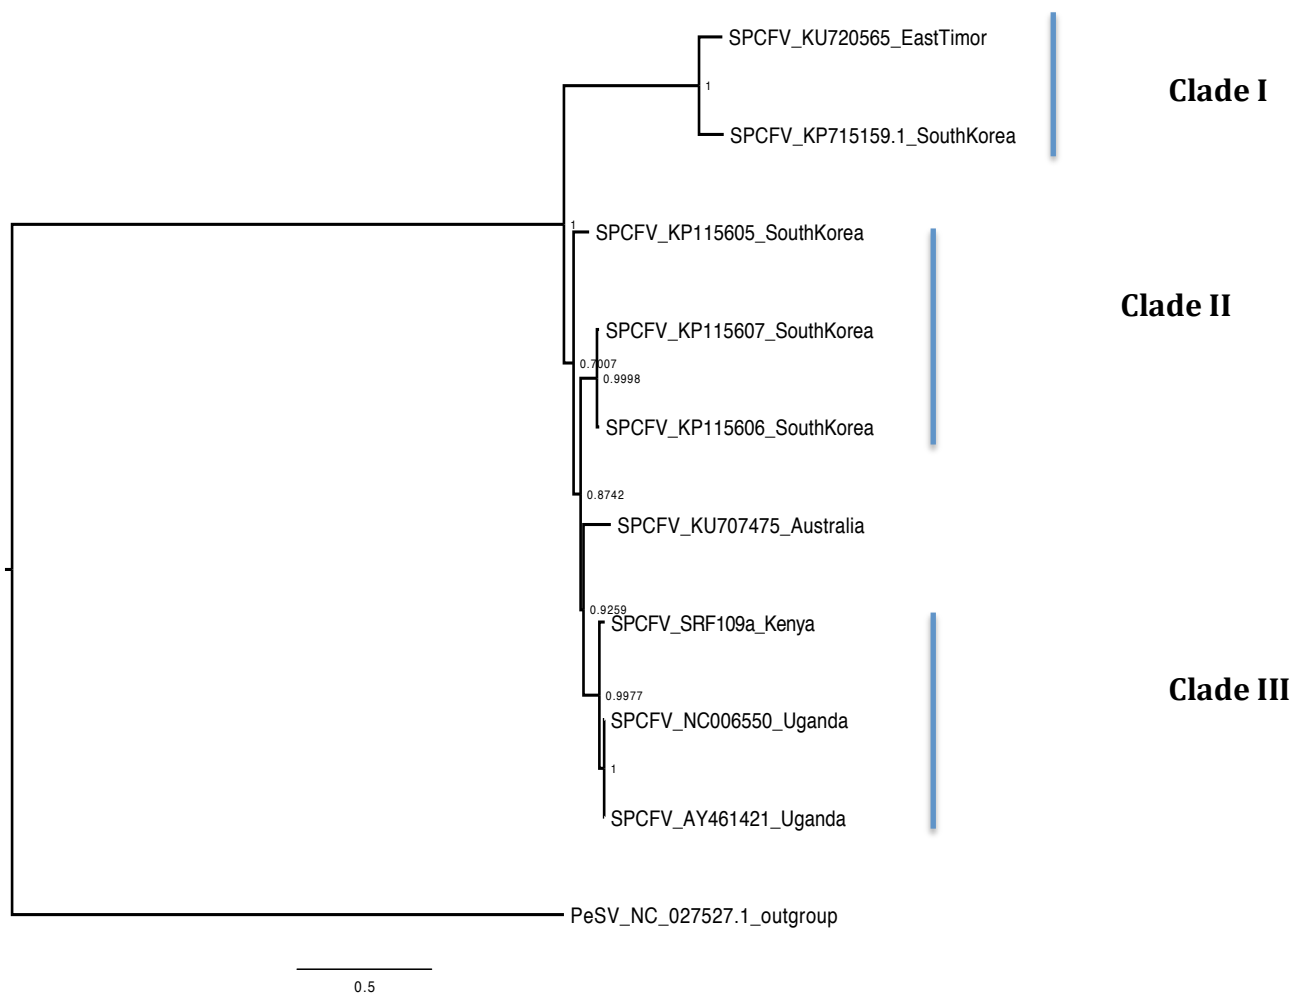 SPCFV_KU720565_EastTimor
1
Clade I
SPCFV_KP715159.1_SouthKorea
1
SPCFV_KP115605_SouthKorea
Clade II
SPCFV_KP115607_SouthKorea
0.7007
0.9998
SPCFV_KP115606_SouthKorea
0.8742
SPCFV_KU707475_Australia
0.9259
SPCFV_SRF109a_Kenya
Clade III
0.9977
SPCFV_NC006550_Uganda
1
SPCFV_AY461421_Uganda
PeSV_NC_027527.1_outgroup
0.5